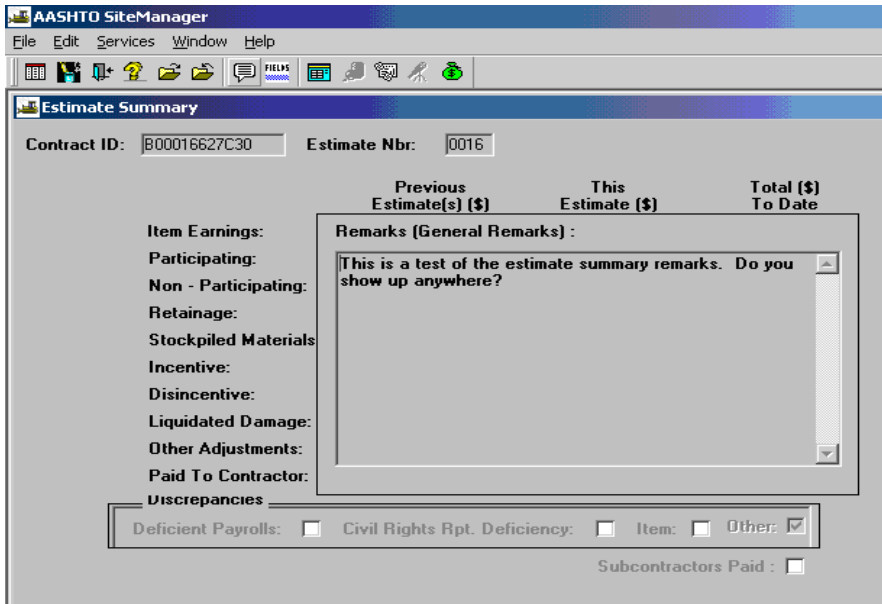 AASHTO SiteManager
File Edit Services Window Help
FIELDS
Estimate Summary
Contract ID: B00016627C30 Estimate Nbr: 0016
Previous Estimate(s) ($) This Estimate ($) Total ($) To Date
Item Earnings:
Participating:
Non - Participating:
Retainage:
Stockpiled Materials
Incentive:
Disincentive:
Liquidated Damage:
Other Adjustments:
Paid To Contractor:
Remarks (General Remarks) :
This is a test of the estimate summary remarks. Do you
show up anywhere?
Discrepancies
Deficient Payrolls: Civil Rights Rpt. Deficiency: Item: Other:
Subcontractors Paid :